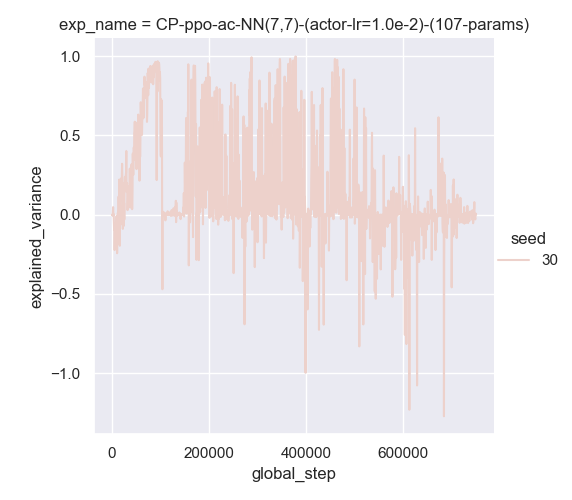 exp_name = CP-ppo-ac-NN(7,7)-(actor-lr=1.0e-2)-(107-params)
1.0
0.5
0.0
−0.5
−1.0
explained_variance
seed
30
0
200000
400000
600000
global_step